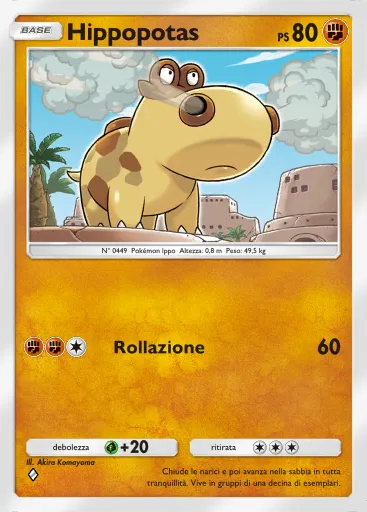 BASE Hippopotas PS 80
N° 0449 Pokémon Ippo Altezza: 0,8 m Peso: 49,5 kg
Rollazione 60
debolezza +20 ritirata
Ill. Akira Komayama
Chiude le narici e poi avanza nella sabbia in tutta
tranquillità. Vive in gruppi di una decina di esemplari.